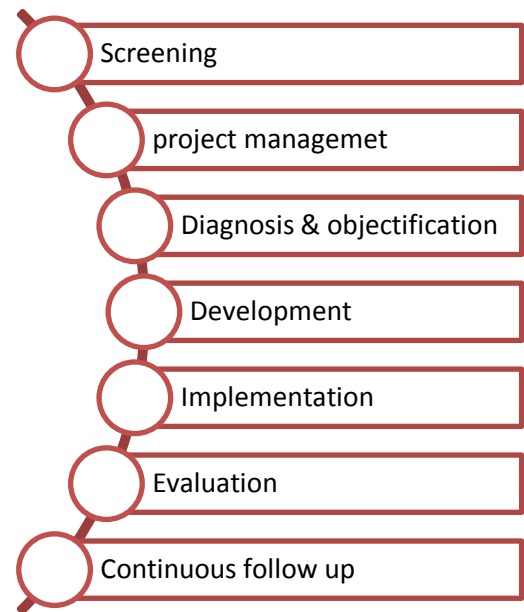 Screening
project managemet
Diagnosis & objectification
Development
Implementation
Evaluation
Continuous follow up